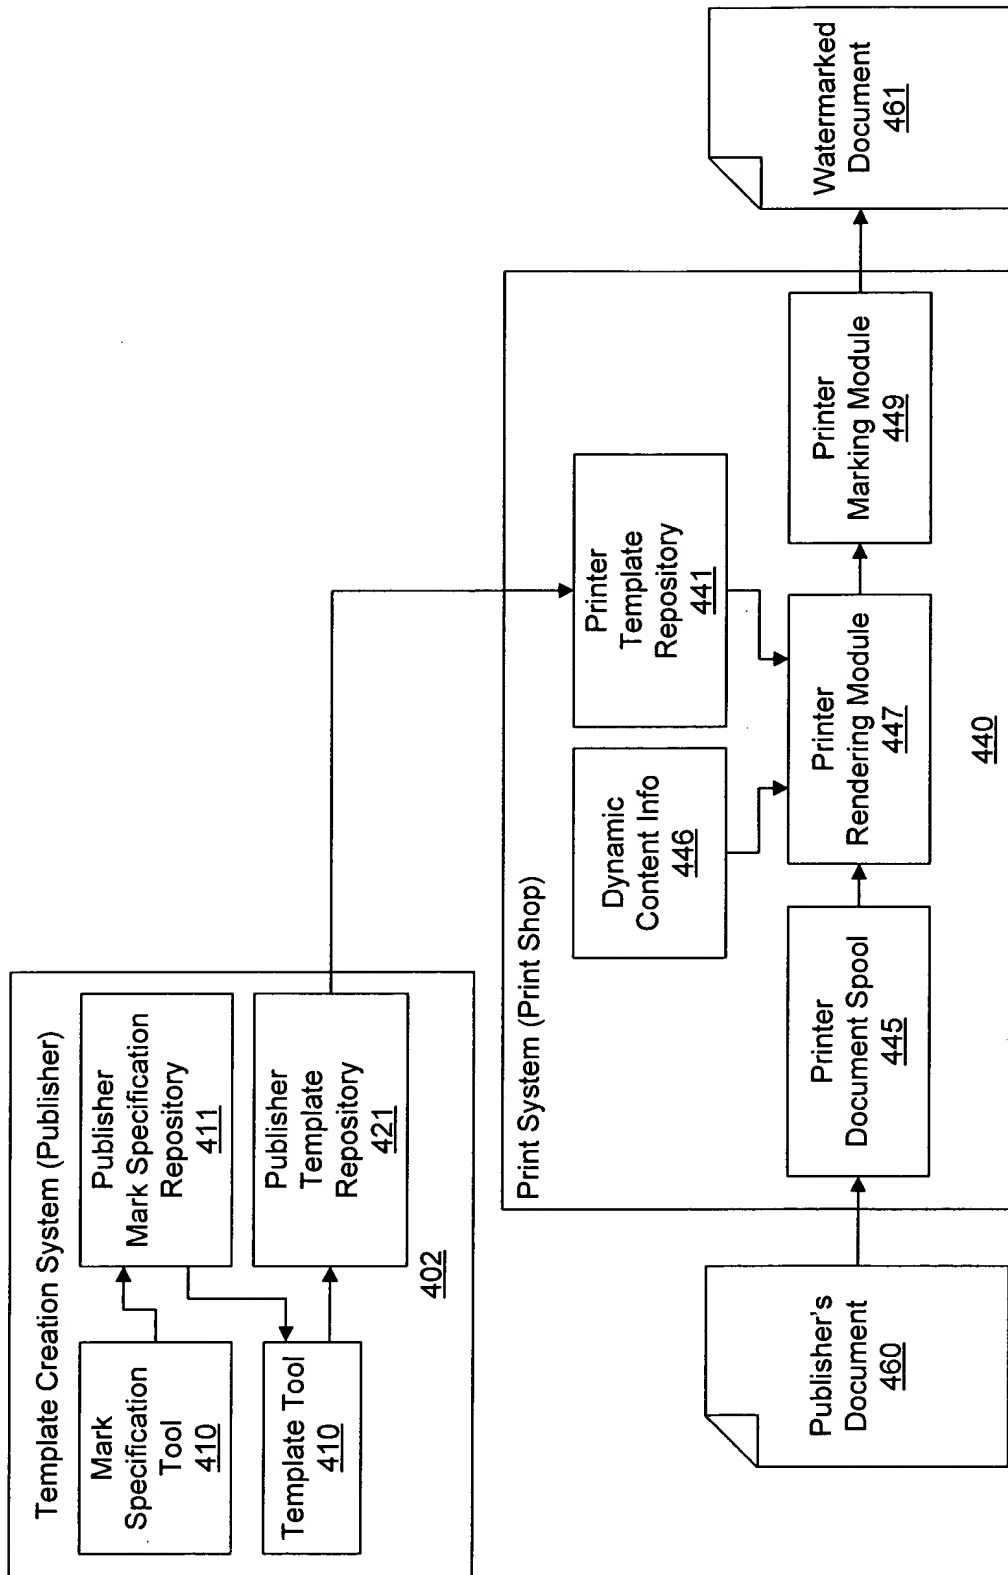 Template Creation System (Publisher)
Mark
Specification
Tool
410
Publisher
Mark Specification
Repository
411
Template Tool
410
Publisher
Template
Repository
421
402
Print System (Print Shop)
Dynamic
Content Info
446
Printer
Template
Repository
441
Publisher's
Document
460
Printer
Document Spool
445
Printer
Rendering Module
447
Printer
Marking Module
449
Watermarked
Document
461
440